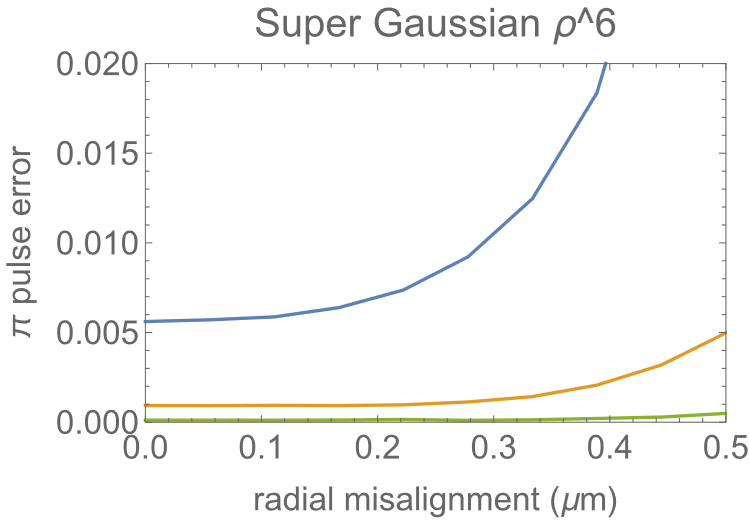 Super Gaussian ρ^6
0.020
0.015
0.010
0.005
0.000
π pulse error
0.0 0.1 0.2 0.3 0.4 0.5
radial misalignment (μm)